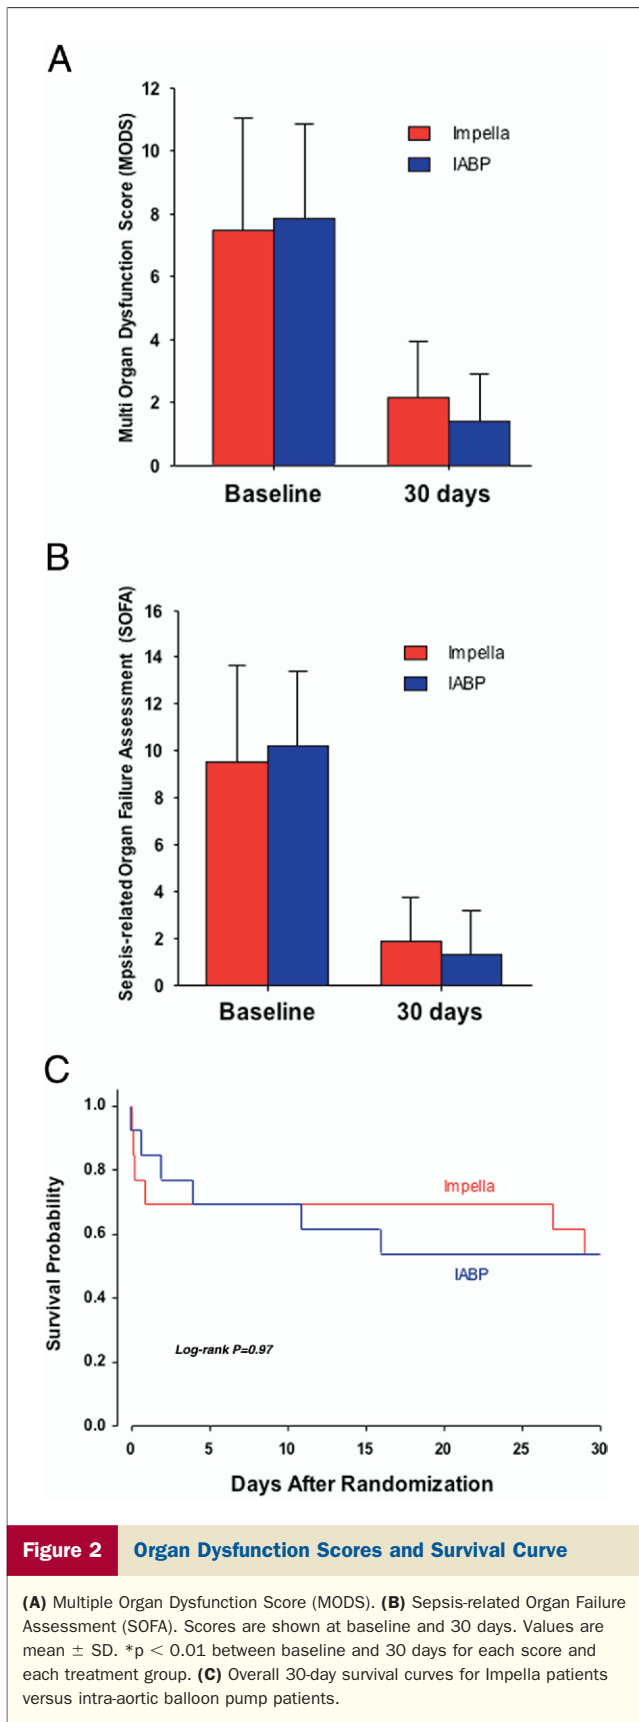 A
Multi Organ Dysfunction Score (MODS)
12
10
8
6
4
2
0
Impella
IABP
Baseline
30 days
B
Sepsis-related Organ Failure Assessment (SOFA)
16
14
12
10
8
6
4
2
0
Impella
IABP
Baseline
30 days
C
Survival Probability
1.0
0.8
0.6
0.4
0.2
0.0
Impella
IABP
Log-rank P=0.97
0 5 10 15 20 25 30
Days After Randomization
Figure 2 Organ Dysfunction Scores and Survival Curve
(A) Multiple Organ Dysfunction Score (MODS). (B) Sepsis-related Organ Failure
Assessment (SOFA). Scores are shown at baseline and 30 days. Values are
mean ± SD. *p < 0.01 between baseline and 30 days for each score and
each treatment group. (C) Overall 30-day survival curves for Impella patients
versus intra-aortic balloon pump patients.